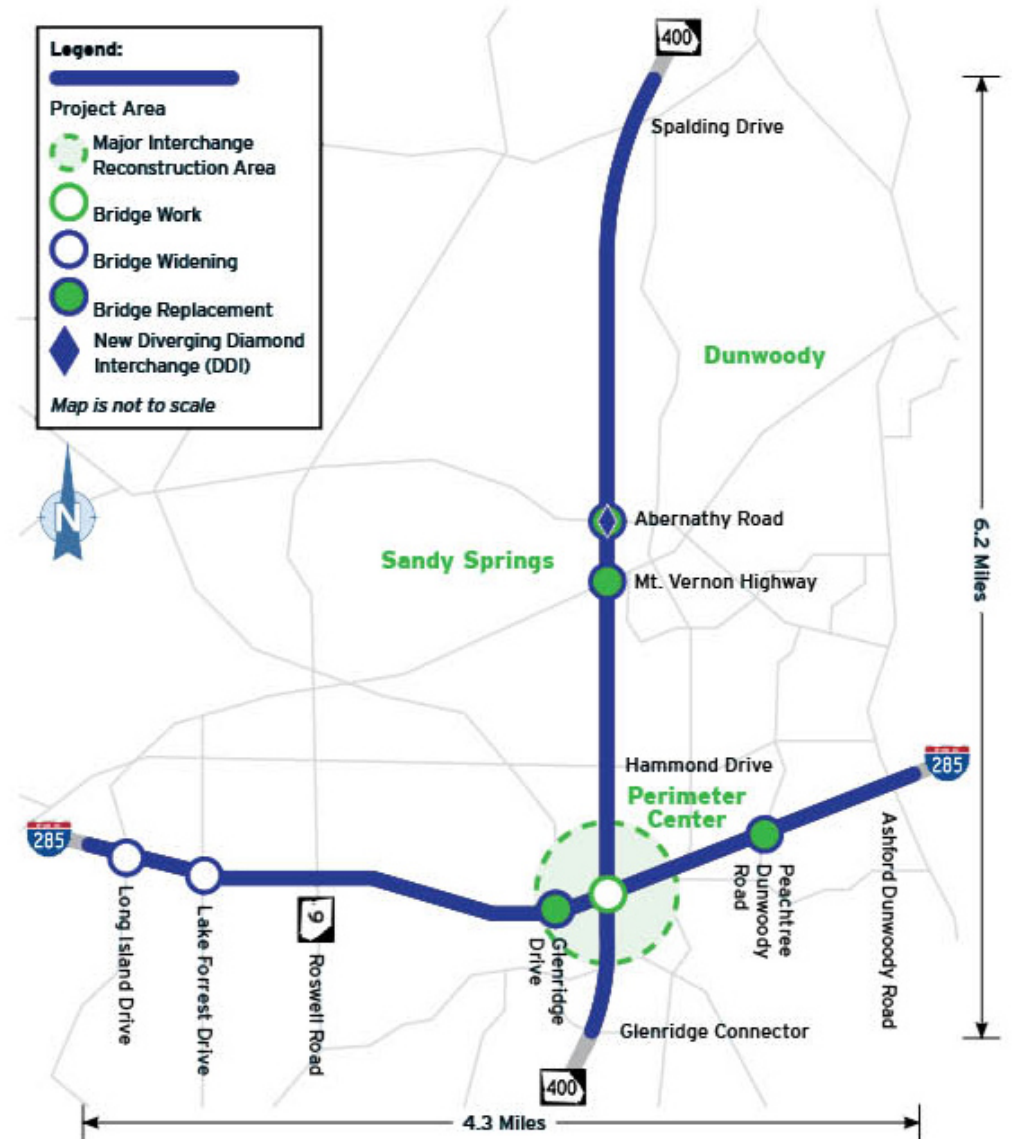 Legend:
Project Area
Major Interchange
Reconstruction Area
Bridge Work
Bridge Widening
Bridge Replacement
New Diverging Diamond
Interchange (DDI)
Map is not to scale
N
400
Spalding Drive
Dunwoody
Abernathy Road
Sandy Springs
Mt. Vernon Highway
6.2 Miles
Hammond Drive
Perimeter
Center
285
285
Long Island Drive
Lake Forrest Drive
9
Roswell Road
Glenridge
Drive
Peachtree
Dunwoody
Road
Ashford Dunwoody Road
Glenridge Connector
400
4.3 Miles